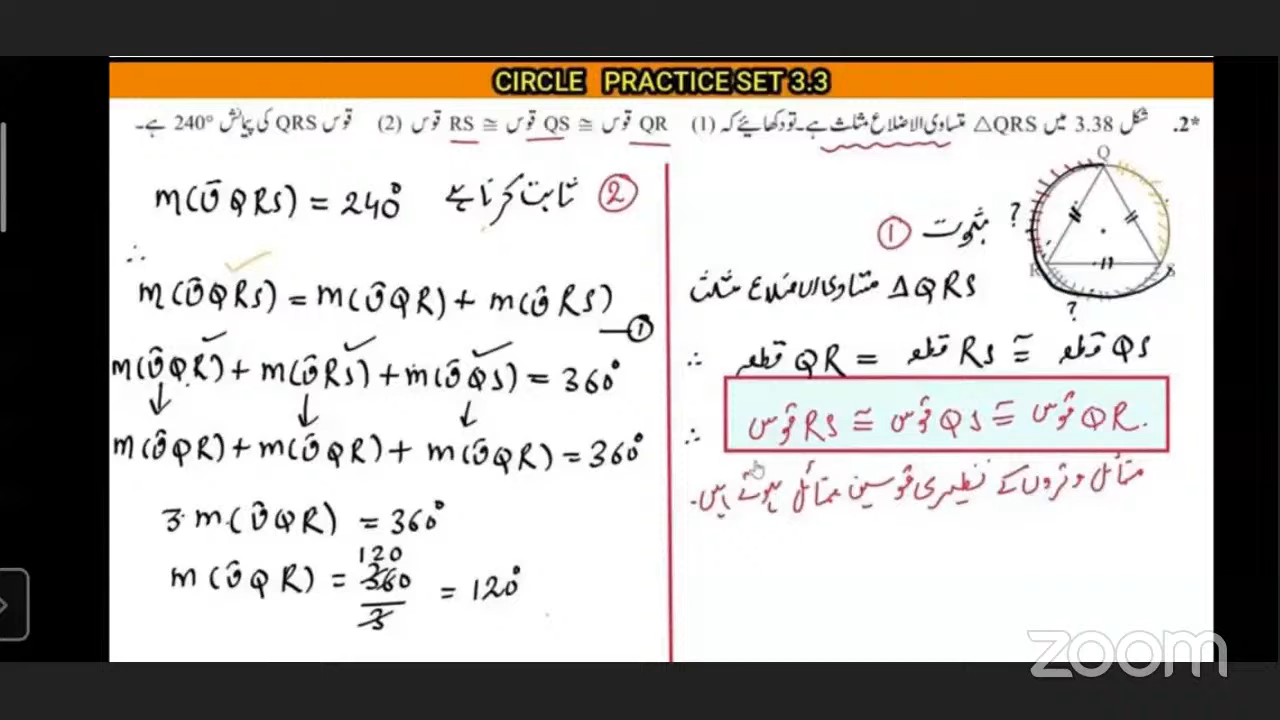 CIRCLE PRACTICE SET 3.3
*2. شکل 3.38 میں △QRS متساوی الاضلاع مثلث ہے۔ تو دکھائیے کہ (1) قوس RS ≅ قوس QS ≅ قوس QR (2) قوس QRS کی پیمائش 240° ہے۔
Q
R
S
?
?
ثبوت ①
△QRS متساوی الاضلاع مثلث
∴ قطعہ QR = قطعہ RS ≅ قطعہ QS
∴ قوس RS ≅ قوس QS ≅ قوس QR.
متماثل وتروں کے نظیری قوسین متماثل ہوتے ہیں۔
② ثابت کرنا ہے m(قوس QRS) = 240°
∴
m(قوس QRS) = m(قوس QR) + m(قوس RS) —①
m(قوس QR) + m(قوس RS) + m(قوس QS) = 360°
m(قوس QR) + m(قوس QR) + m(قوس QR) = 360°
3 m(قوس QR) = 360°
120
m(قوس QR) = 360/3 = 120°
zoom